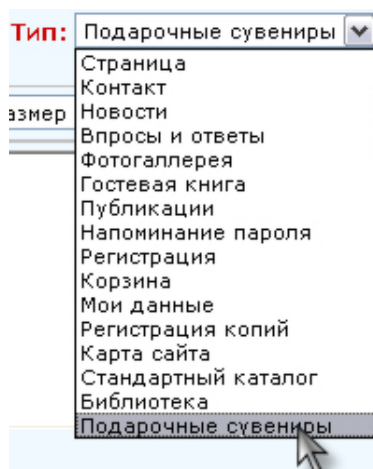 Тип: Подарочные сувениры
Страница
Контакт
азмер Новости
Впросы и ответы
Фотогаллерея
Гостевая книга
Публикации
Напоминание пароля
Регистрация
Корзина
Мои данные
Регистрация копий
Карта сайта
Стандартный каталог
Библиотека
Подарочные сувениры